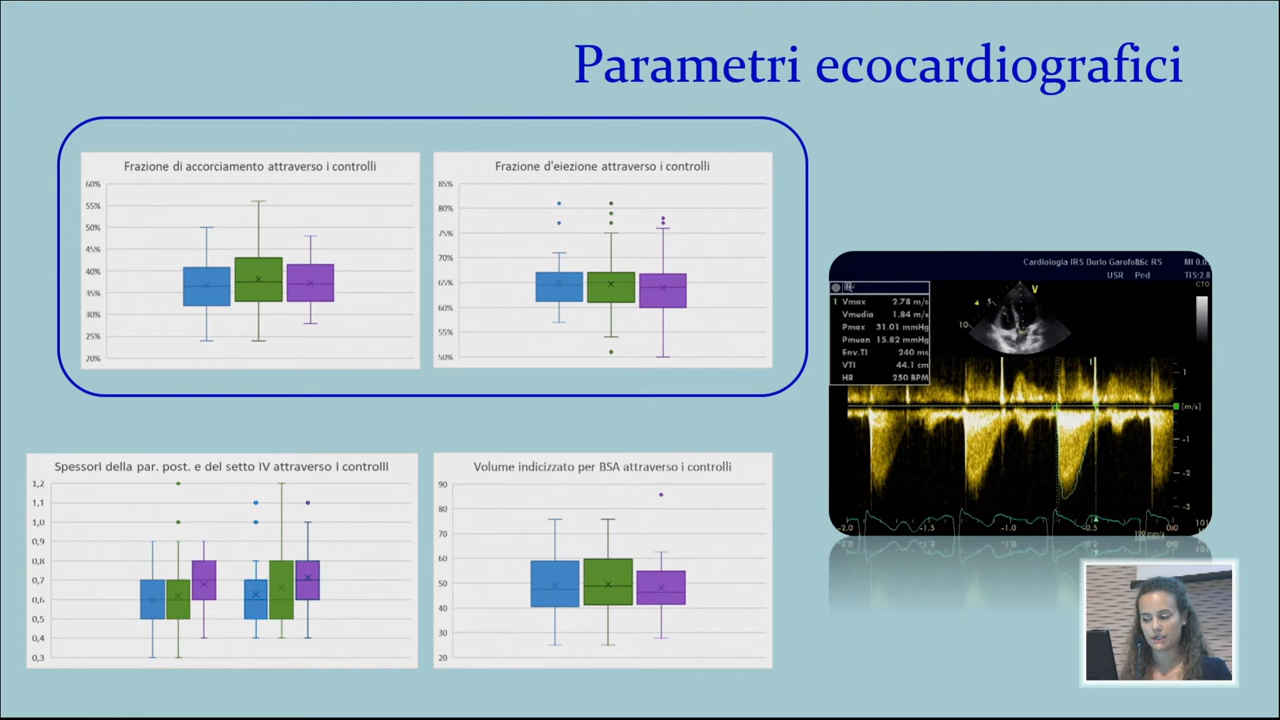 Parametri ecocardiografici
Frazione di accorciamento attraverso i controlli
60%
55%
50%
45%
40%
35%
30%
25%
20%
Frazione d'eiezione attraverso i controlli
85%
80%
75%
70%
65%
60%
55%
50%
Spessori della par. post. e del setto IV attraverso i controlli
1,2
1,1
1,0
0,9
0,8
0,7
0,6
0,5
0,4
0,3
Volume indicizzato per BSA attraverso i controlli
90
80
70
60
50
40
30
20
Cardiologia IRS Burlo Garofolo
RS
MI 0.0
USR Ped TIS:2.8
1 Vmax 2.78 m/s
Vmedia 1.84 m/s
Pmax 31.01 mmHg
Pmean 15.82 mmHg
Env.TI 240 ms
VTI 44.1 cm
HR 250 BPM
V
5
10
1
1
[m/s]
-1
-2
-3
-2.0
-1.5
-1.0
-0.5
0.0